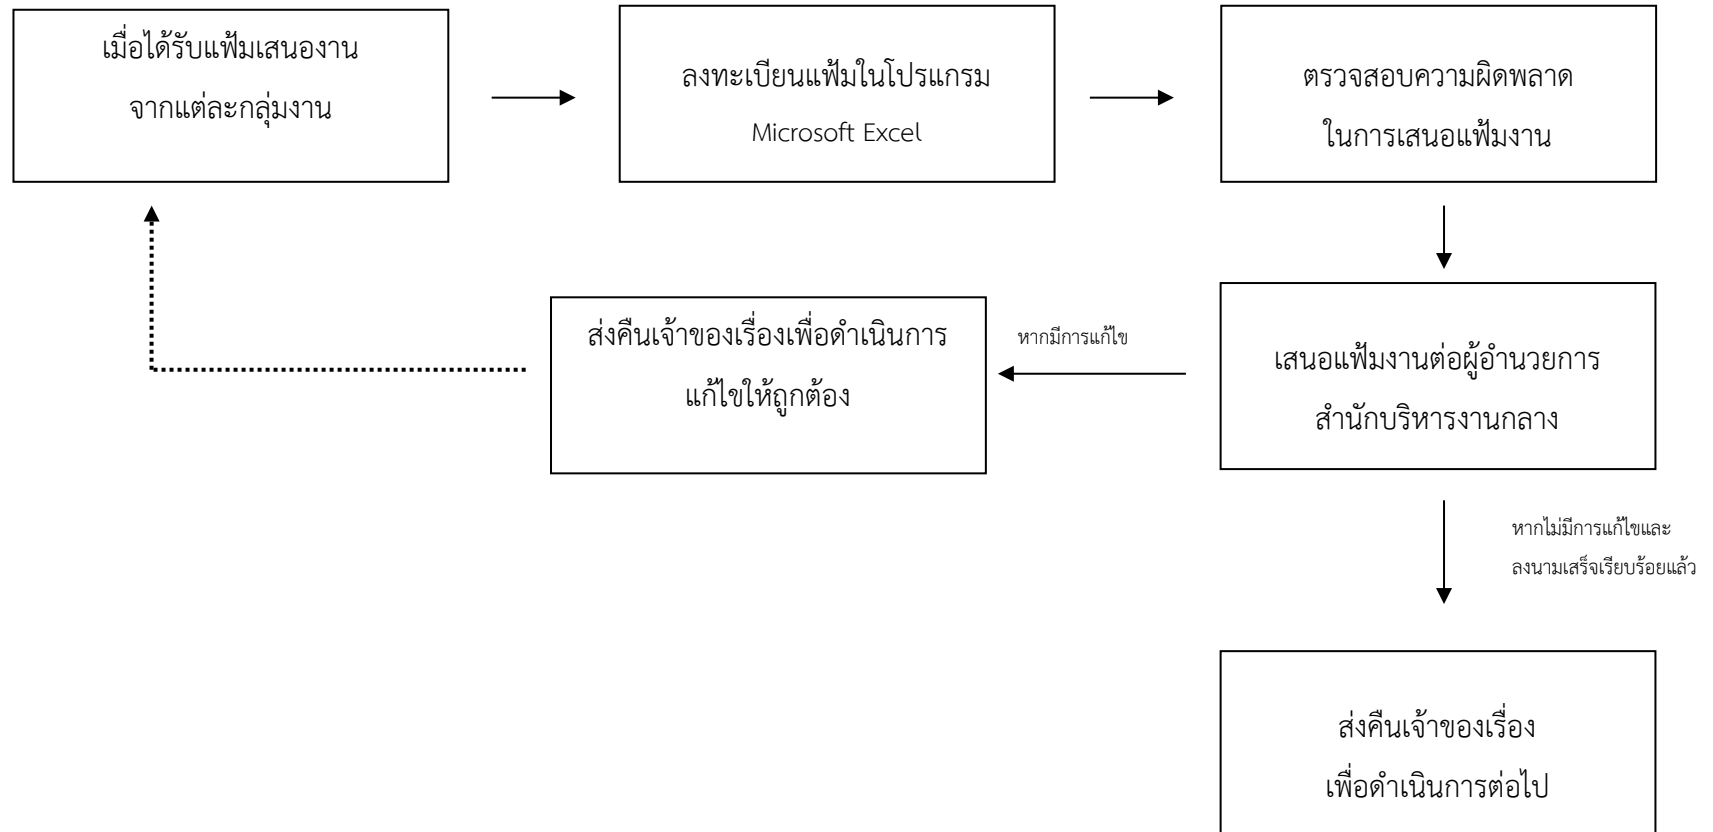 เมื่อได้รับแฟ้มเสนองาน
จากแต่ละกลุ่มงาน
ลงทะเบียนแฟ้มในโปรแกรม
Microsoft Excel
ตรวจสอบความผิดพลาด
ในการเสนอแฟ้มงาน
เสนอแฟ้มงานต่อผู้อำนวยการ
สำนักบริหารงานกลาง
หากมีการแก้ไข
ส่งคืนเจ้าของเรื่องเพื่อดำเนินการ
แก้ไขให้ถูกต้อง
หากไม่มีการแก้ไขและ
ลงนามเสร็จเรียบร้อยแล้ว
ส่งคืนเจ้าของเรื่อง
เพื่อดำเนินการต่อไป